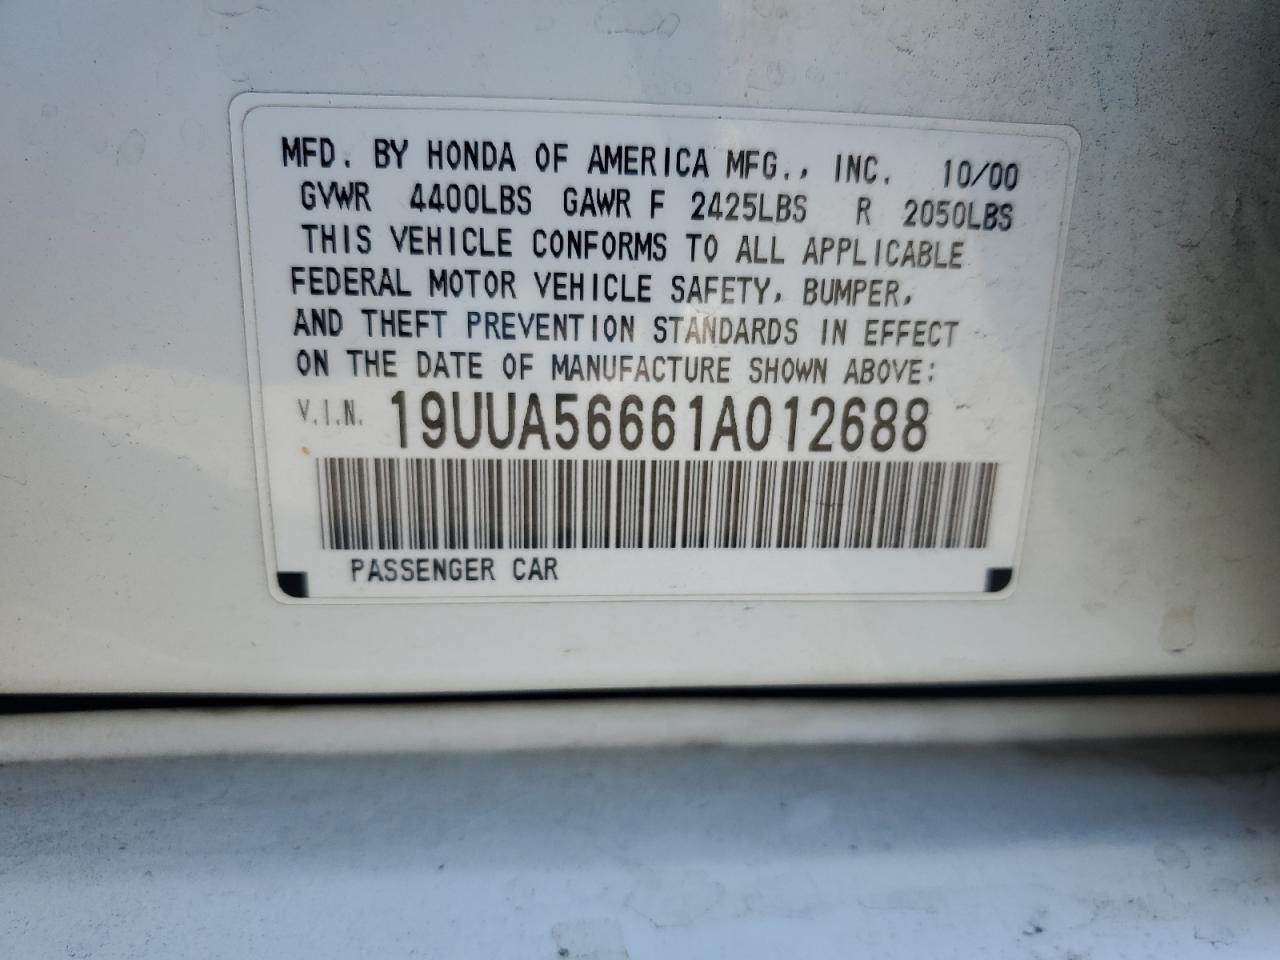 MFD. BY HONDA OF AMERICA MFG., INC. 10/00
GVWR 4400LBS GAWR F 2425LBS R 2050LBS
THIS VEHICLE CONFORMS TO ALL APPLICABLE
FEDERAL MOTOR VEHICLE SAFETY, BUMPER,
AND THEFT PREVENTION STANDARDS IN EFFECT
ON THE DATE OF MANUFACTURE SHOWN ABOVE:
V.I.N. 19UUA56661A012688
PASSENGER CAR